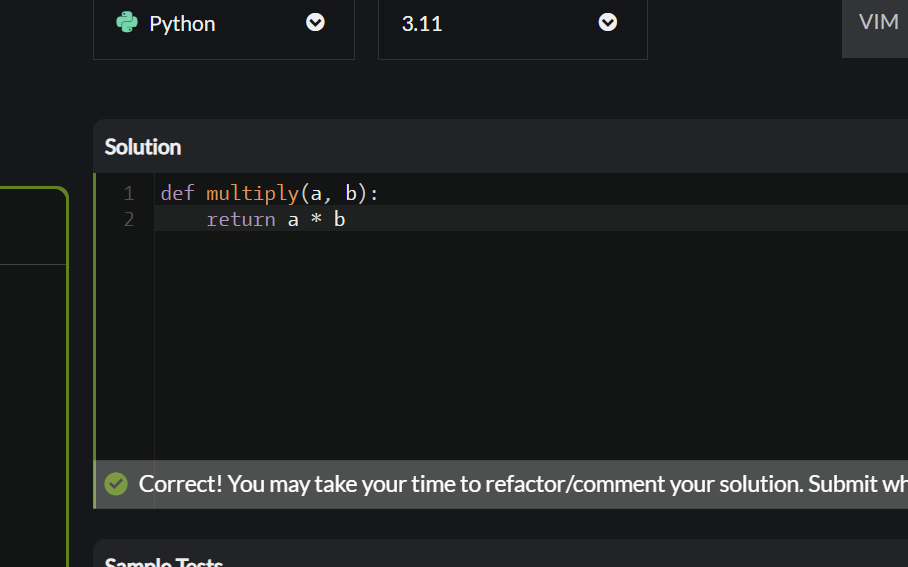 Python
3.11
VIM
Solution
1 def multiply(a, b):
2     return a * b
Correct! You may take your time to refactor/comment your solution. Submit wh
Sample Tests